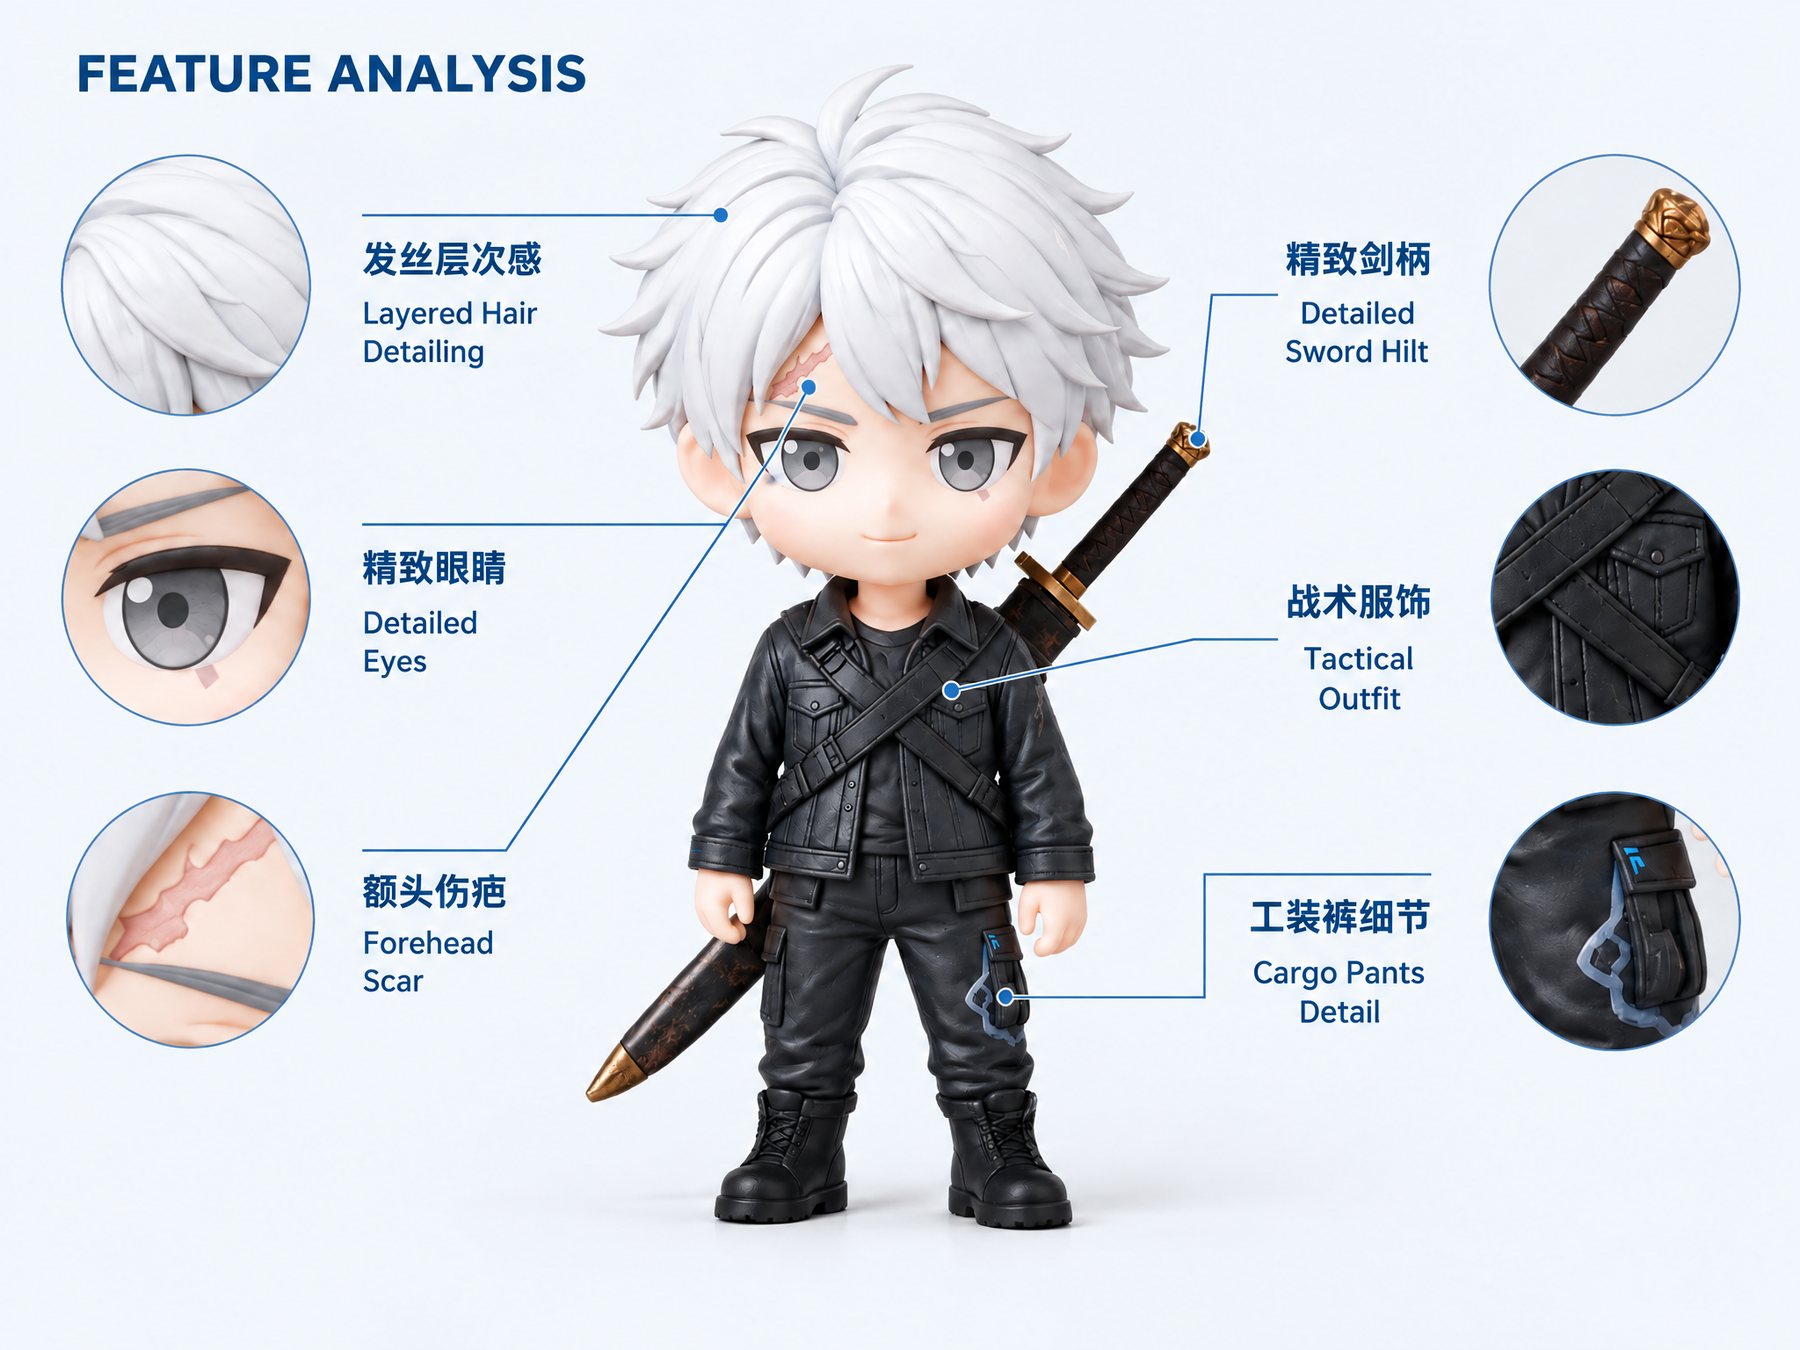 FEATURE ANALYSIS
发丝层次感
Layered Hair
Detailing
精致眼睛
Detailed
Eyes
额头伤疤
Forehead
Scar
精致剑柄
Detailed
Sword Hilt
战术服饰
Tactical
Outfit
工装裤细节
Cargo Pants
Detail